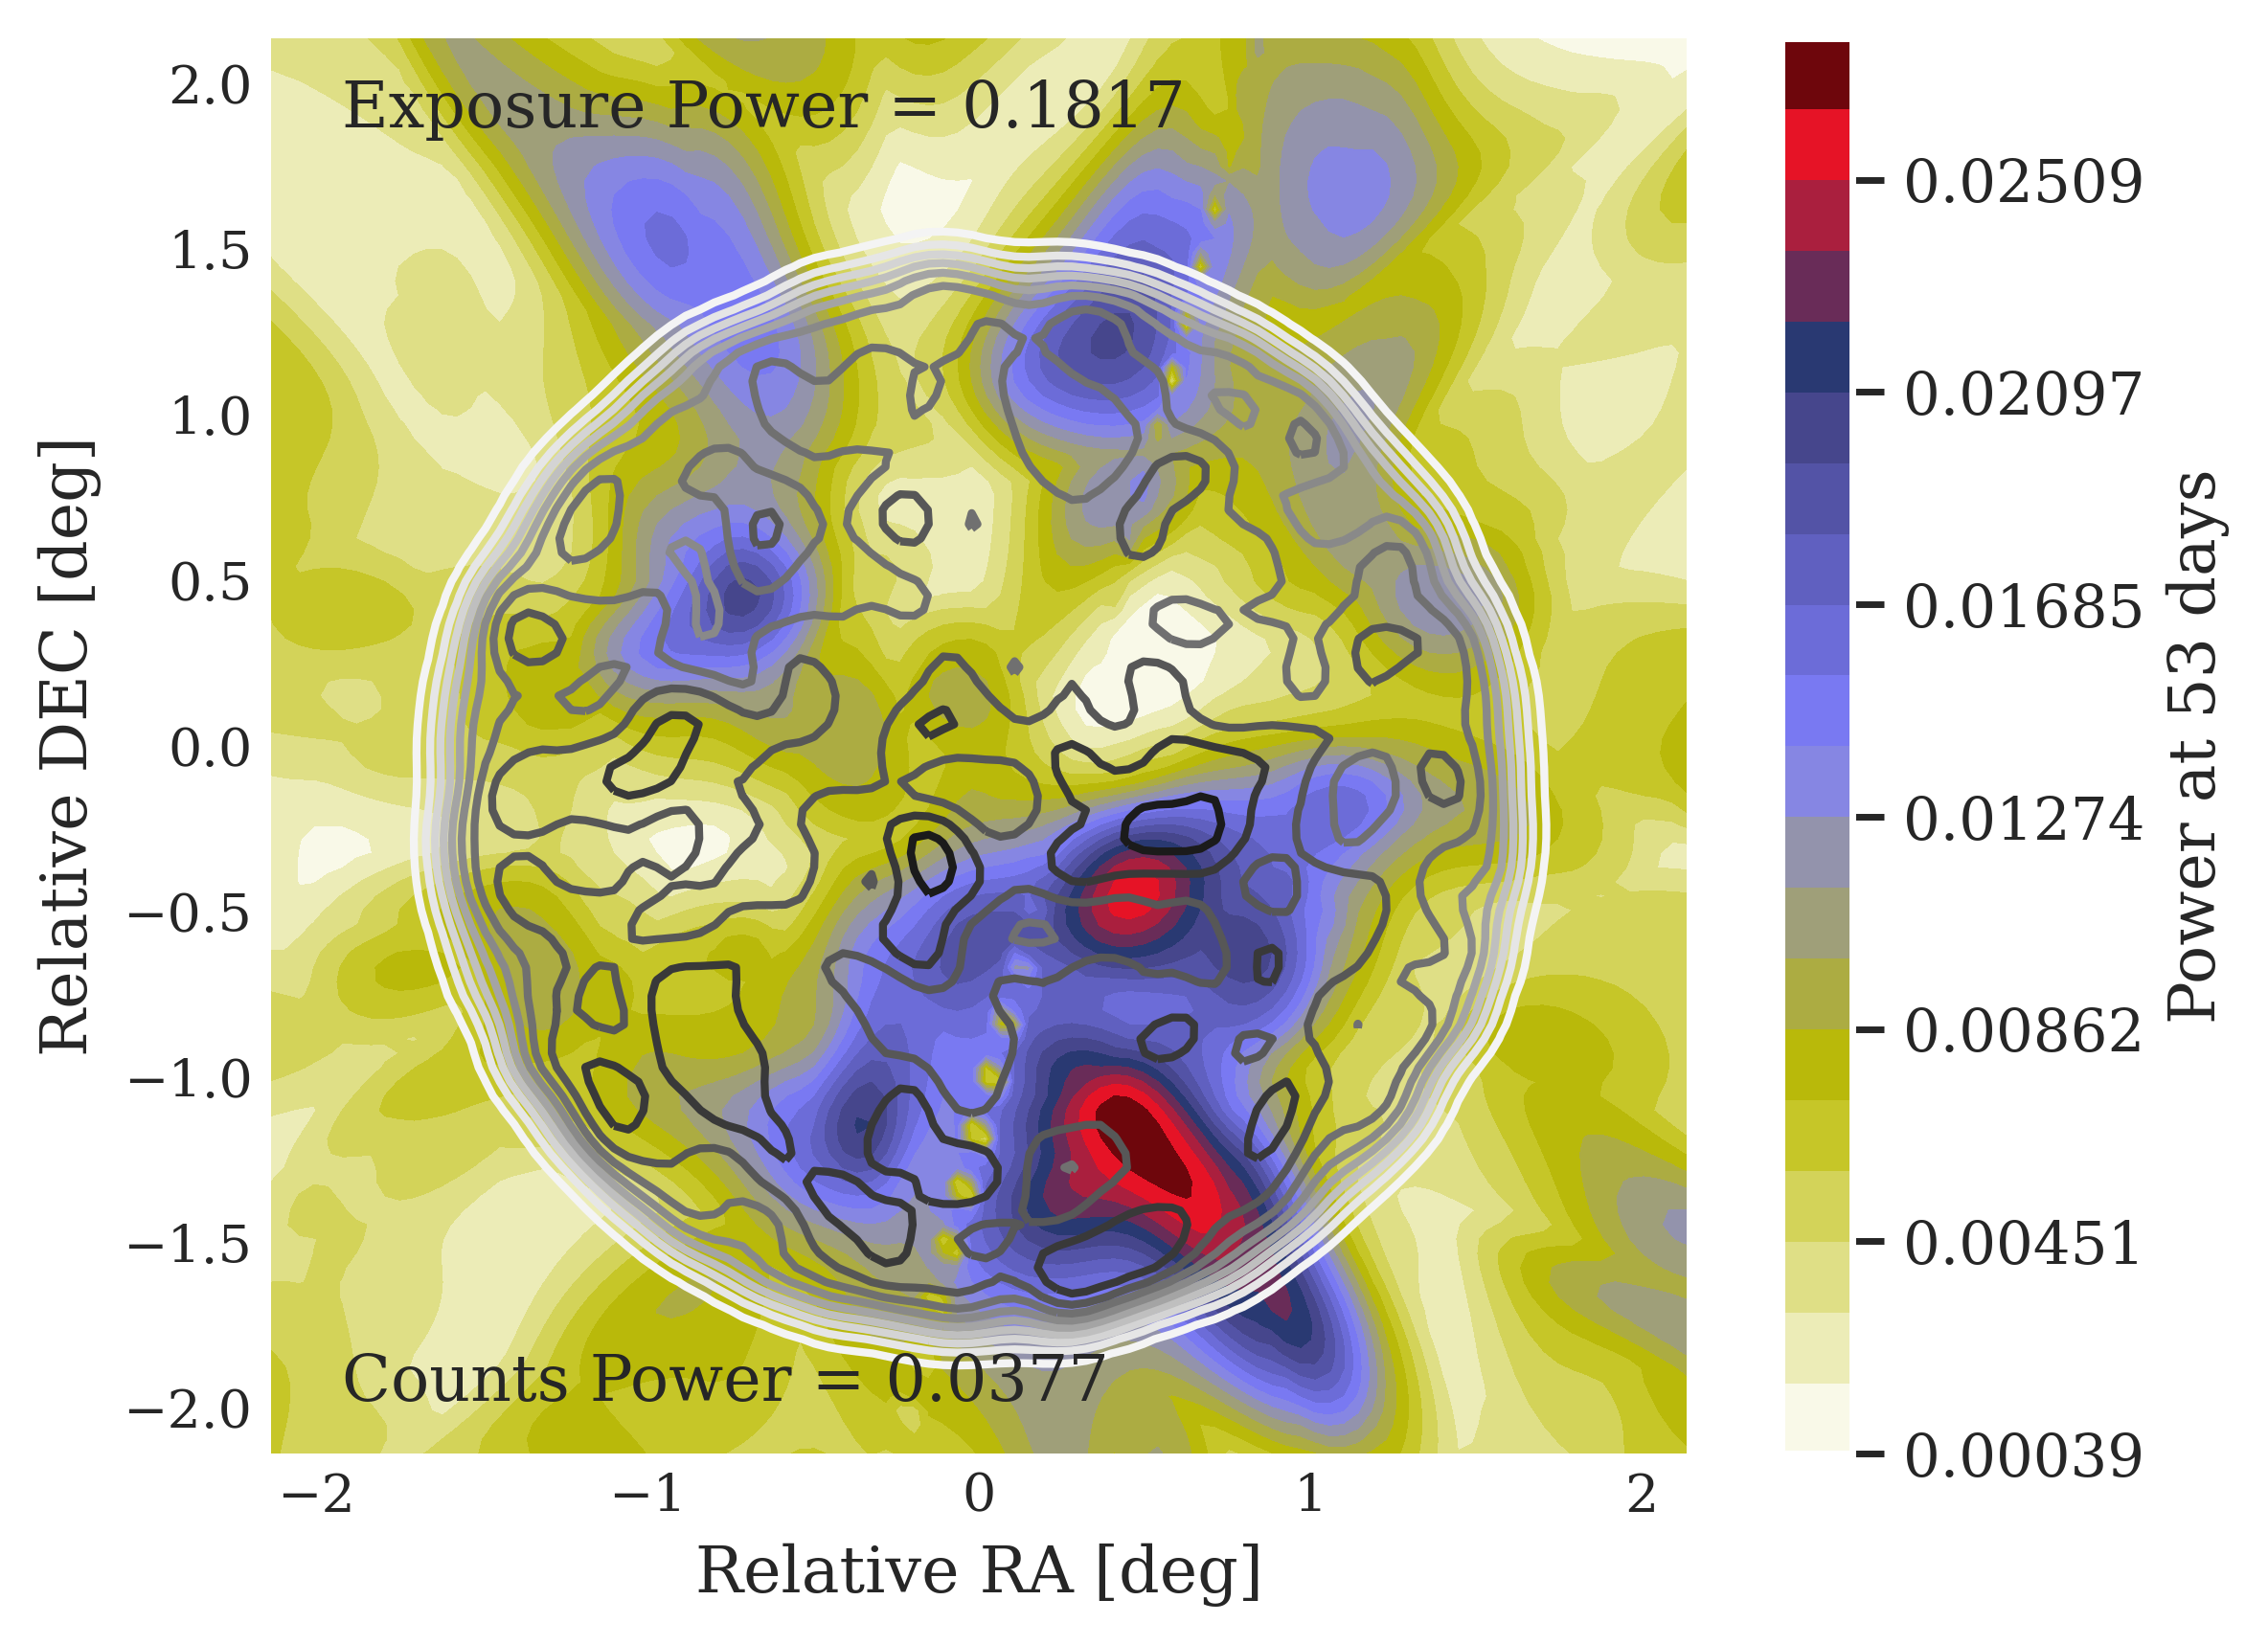 Exposure Power = 0.1817
Counts Power = 0.0377
2.0
1.5
1.0
0.5
0.0
−0.5
−1.0
−1.5
−2.0
Relative DEC [deg]
−2 −1 0 1 2
Relative RA [deg]
0.02509
0.02097
0.01685
0.01274
0.00862
0.00451
0.00039
Power at 53 days